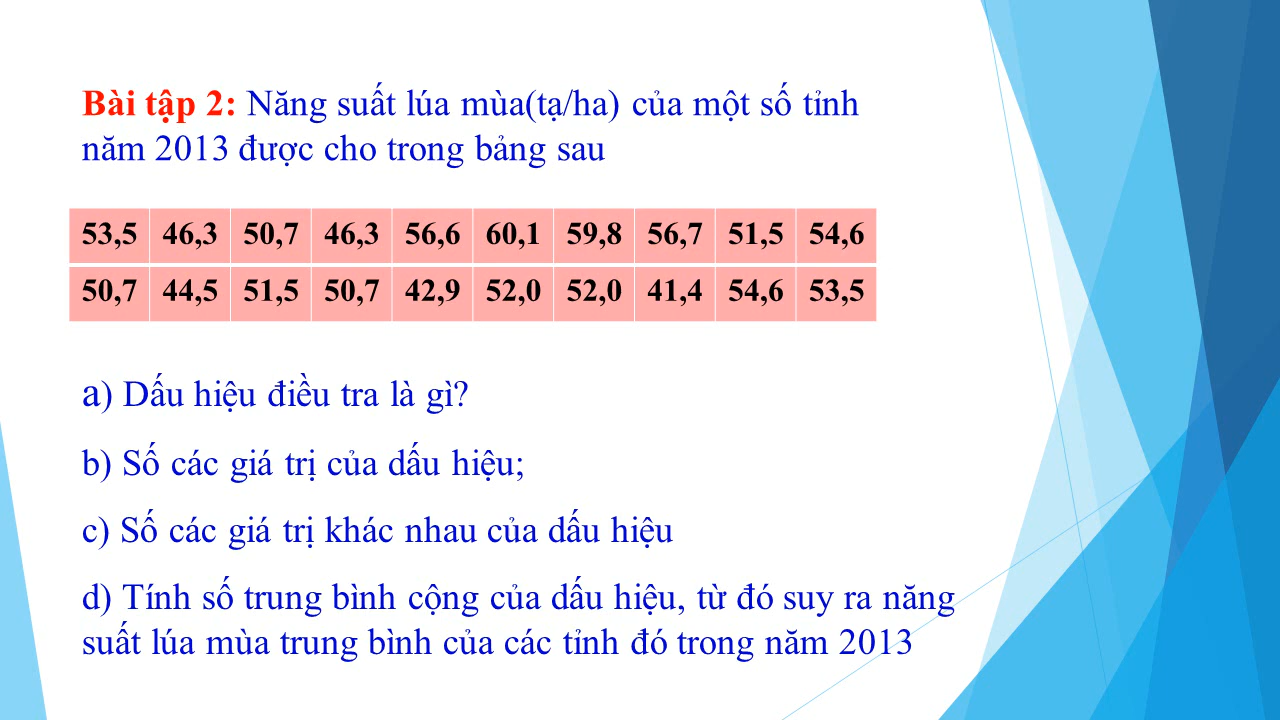 Bài tập 2: Năng suất lúa mùa(tạ/ha) của một số tỉnh
năm 2013 được cho trong bảng sau
53,5 46,3 50,7 46,3 56,6 60,1 59,8 56,7 51,5 54,6
50,7 44,5 51,5 50,7 42,9 52,0 52,0 41,4 54,6 53,5
a) Dấu hiệu điều tra là gì?
b) Số các giá trị của dấu hiệu;
c) Số các giá trị khác nhau của dấu hiệu
d) Tính số trung bình cộng của dấu hiệu, từ đó suy ra năng
suất lúa mùa trung bình của các tỉnh đó trong năm 2013